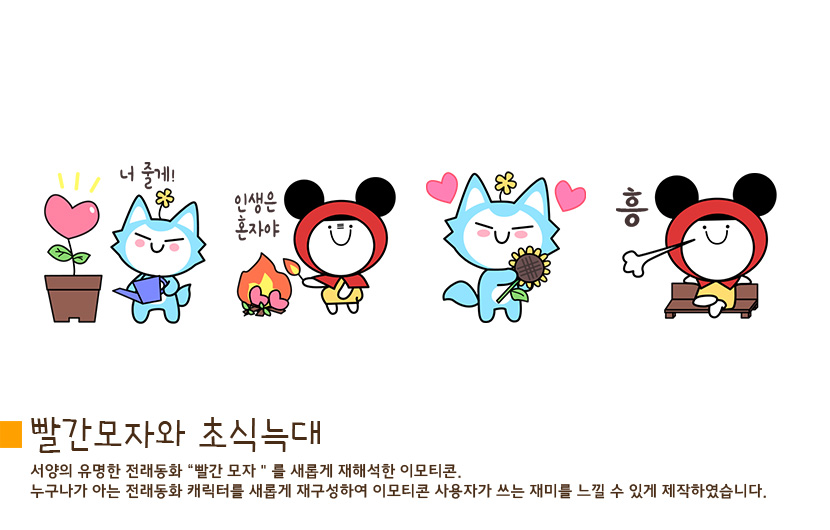 너 줄게!
인생은
혼자야
흥
빨간모자와 초식늑대
서양의 유명한 전래동화 “빨간 모자 " 를 새롭게 재해석한 이모티콘.
누구나가 아는 전래동화 캐릭터를 새롭게 재구성하여 이모티콘 사용자가 쓰는 재미를 느낄 수 있게 제작하였습니다.